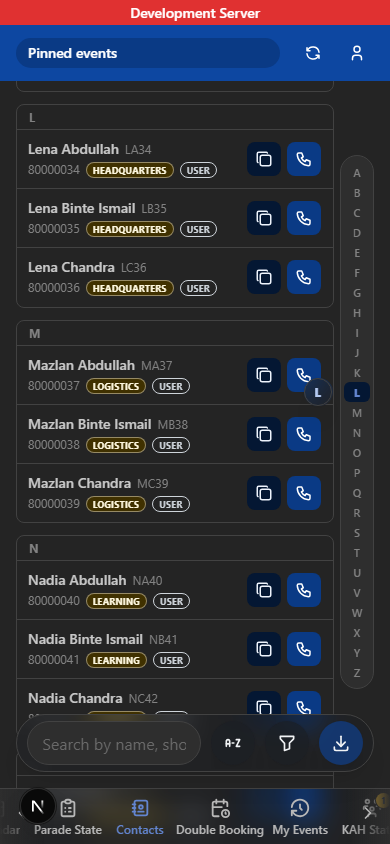 Development Server
Pinned events
L
Lena Abdullah LA34
80000034 HEADQUARTERS USER
Lena Binte Ismail LB35
80000035 HEADQUARTERS USER
Lena Chandra LC36
80000036 HEADQUARTERS USER
M
Mazlan Abdullah MA37
80000037 LOGISTICS USER
L
Mazlan Binte Ismail MB38
80000038 LOGISTICS USER
Mazlan Chandra MC39
80000039 LOGISTICS USER
N
Nadia Abdullah NA40
80000040 LEARNING USER
Nadia Binte Ismail NB41
80000041 LEARNING USER
Nadia Chandra NC42
A
B
C
D
E
F
G
H
I
J
K
L
M
N
O
P
Q
R
S
T
U
V
W
X
Y
Z
Search by name, sho
A-Z
N
dar Parade State Contacts Double Booking My Events KAH Sta